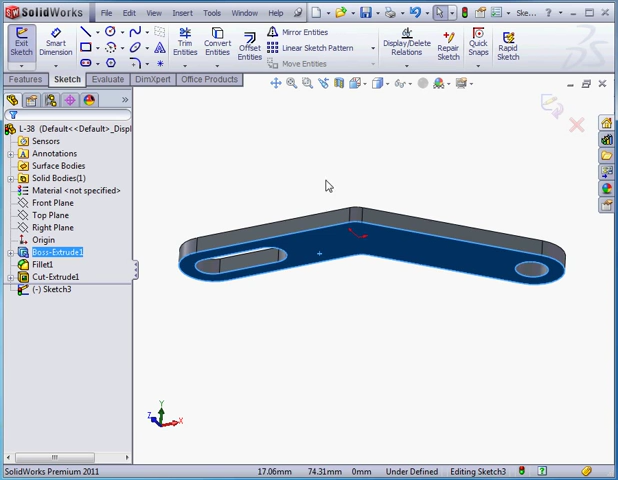 SolidWorks File Edit View Insert Tools Window Help Ske...
Exit Sketch
Smart Dimension
Trim Entities
Convert Entities
Offset Entities
Mirror Entities
Linear Sketch Pattern
Move Entities
Display/Delete Relations
Repair Sketch
Quick Snaps
Rapid Sketch
Features Sketch Evaluate DimXpert Office Products
L-38 (Default<<Default>_Displ
Sensors
Annotations
Surface Bodies
Solid Bodies(1)
Material <not specified>
Front Plane
Top Plane
Right Plane
Origin
Boss-Extrude1
Fillet1
Cut-Extrude1
(-) Sketch3
Y
Z X
SolidWorks Premium 2011 17.06mm 74.31mm 0mm Under Defined Editing Sketch3